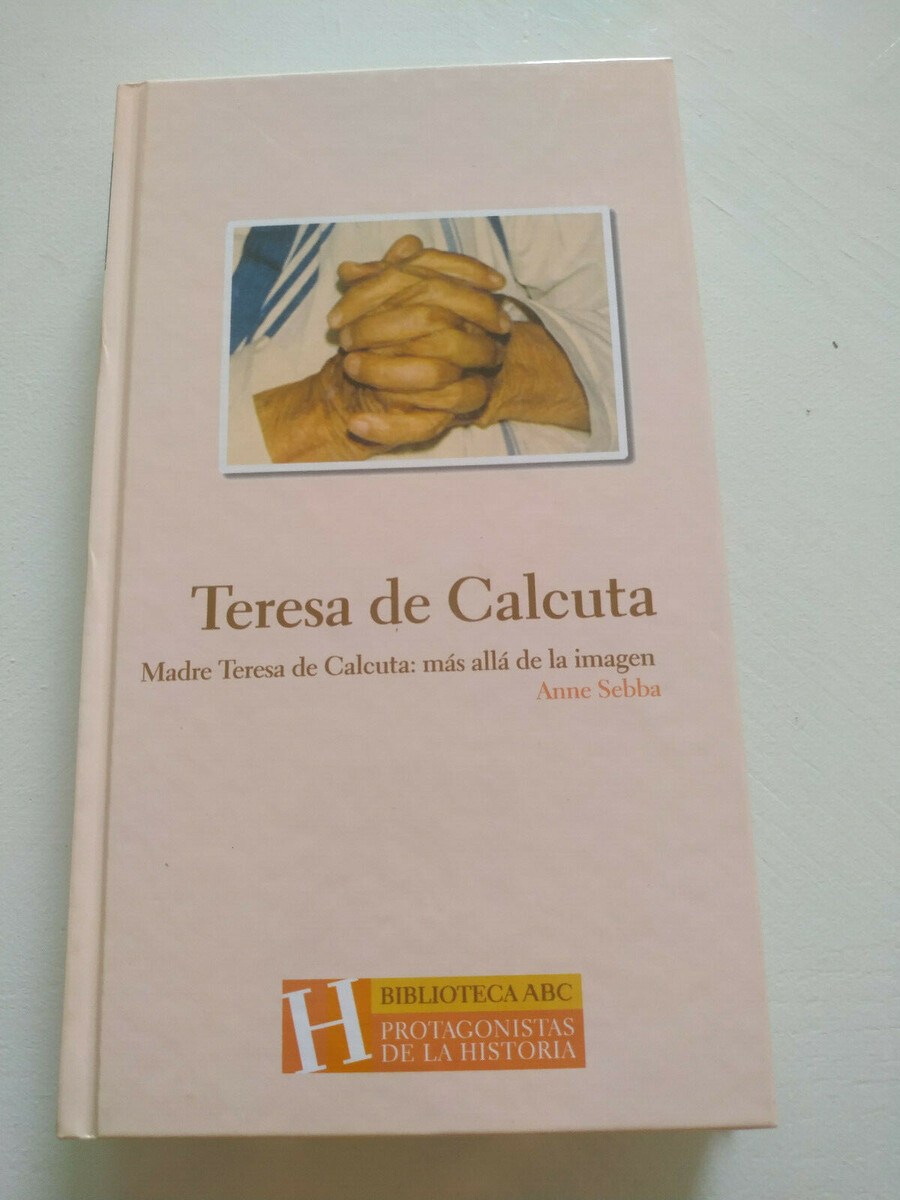 Teresa de Calcuta
Madre Teresa de Calcuta: más allá de la imagen
Anne Sebba
H
BIBLIOTECA ABC
PROTAGONISTAS
DE LA HISTORIA